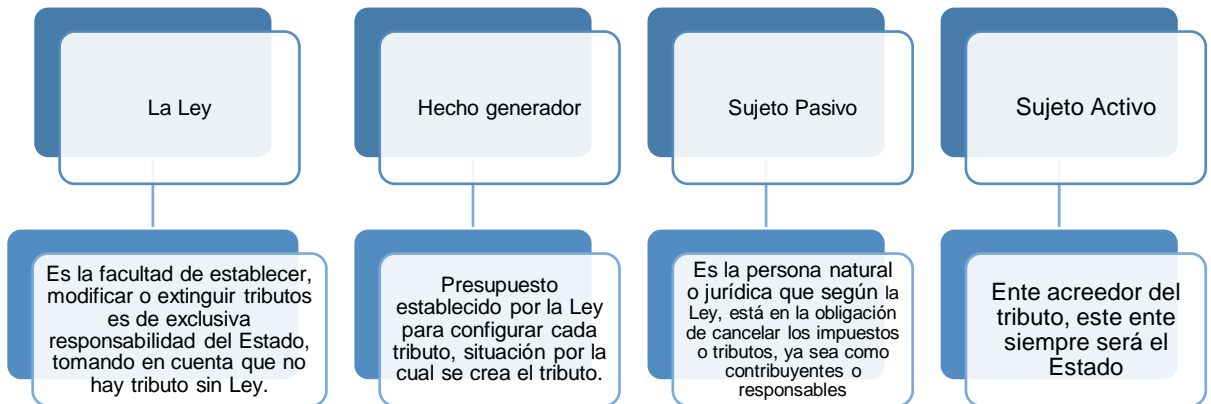 La Ley
Es la facultad de establecer,
modificar o extinguir tributos
es de exclusiva
responsabilidad del Estado,
tomando en cuenta que no
hay tributo sin Ley.
Hecho generador
Presupuesto
establecido por la Ley
para configurar cada
tributo, situación por la
cual se crea el tributo.
Sujeto Pasivo
Es la persona natural
o jurídica que según la
Ley, está en la obligación
de cancelar los impuestos
o tributos, ya sea como
contribuyentes o
responsables
Sujeto Activo
Ente acreedor del
tributo, este ente
siempre será el
Estado